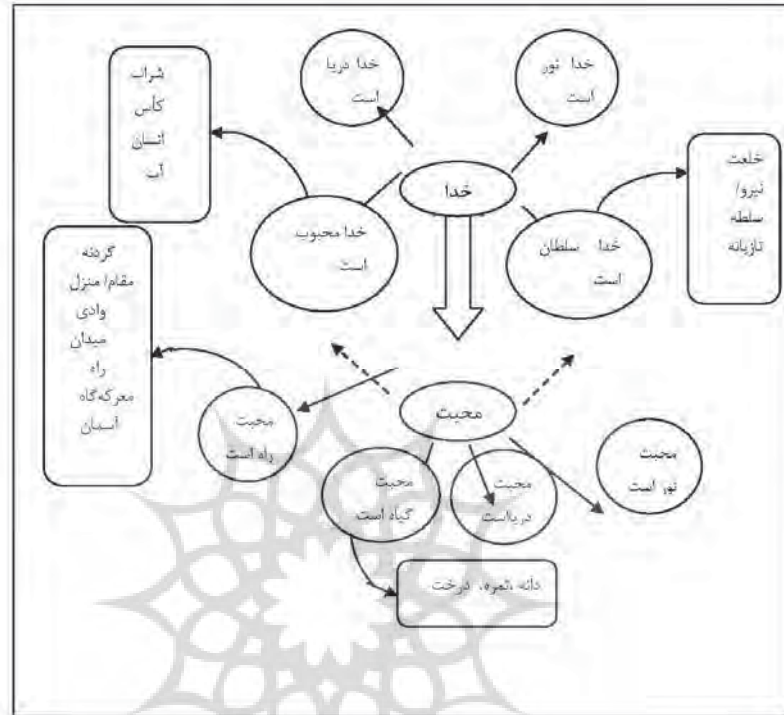 خدا نور
است
خدا دریا
است
شراب
کأس
انسان
آب
خدا
خلعت
نیرو/
سلطه
تازیانه
خدا سلطان
است
خدا محبوب
است
گردنه
مقام/ منزل
وادی
میدان
راه
معرکه‌گاه
آسمان
محبت
محبت
راه است
محبت
نور است
محبت
دریااست
محبت
گیاه است
دانه ،ثمره، درخت